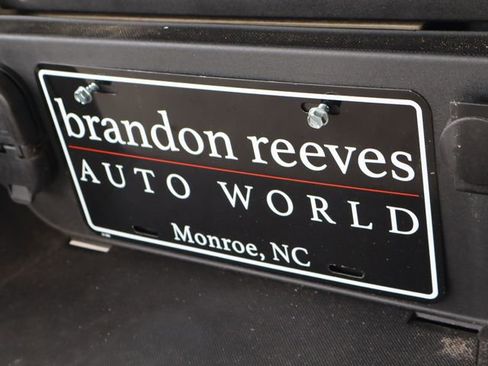 brandon reeves
AUTO WORLD
Monroe, NC